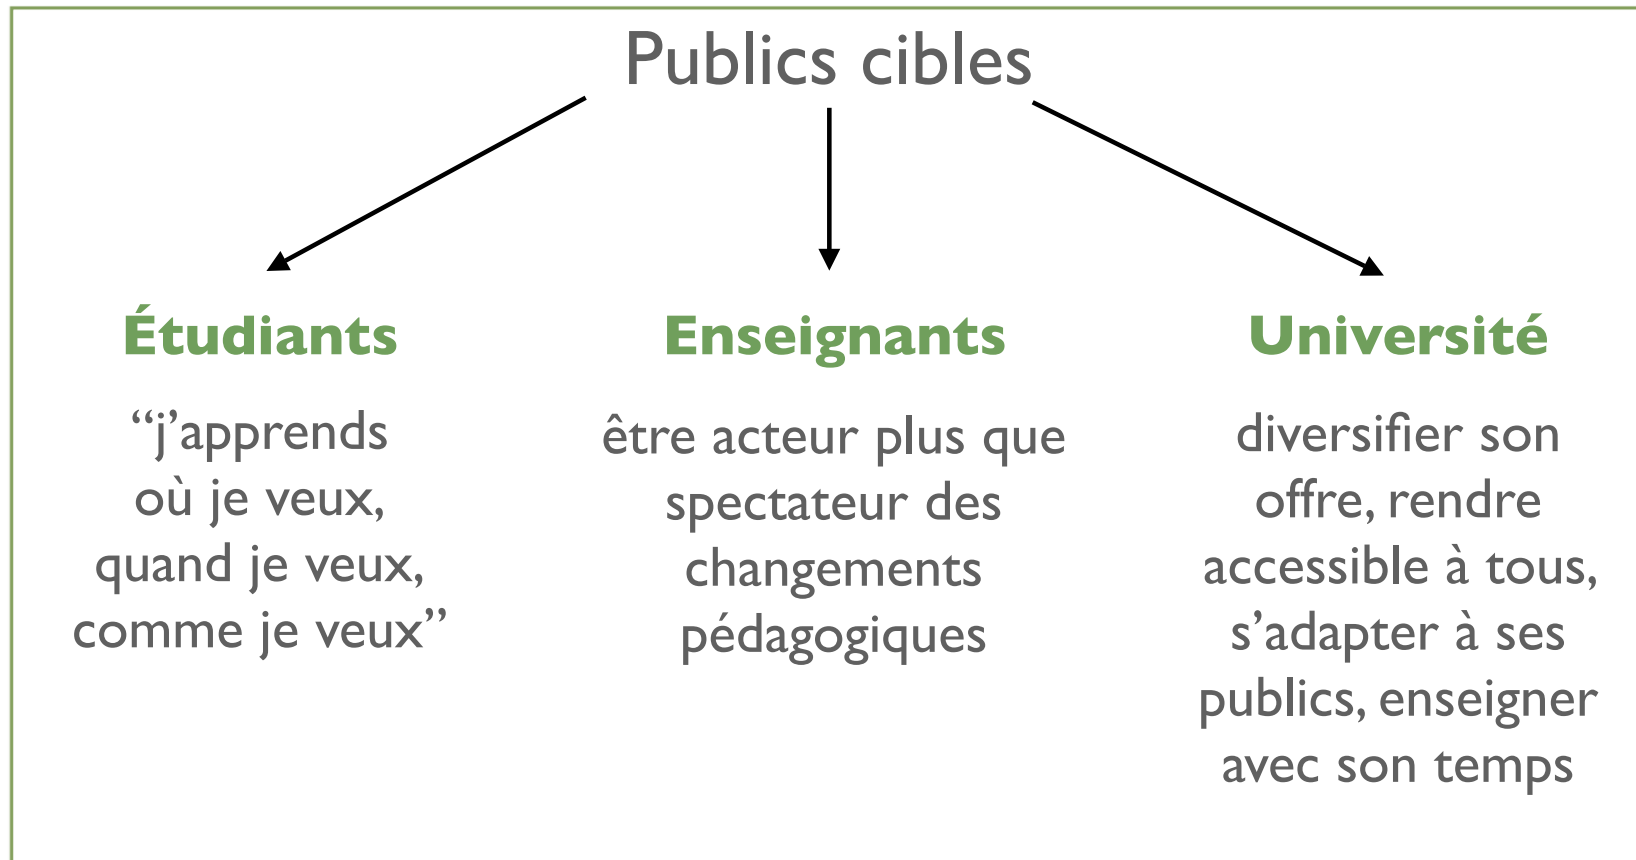 Publics cibles
Étudiants
“j’apprends
où je veux,
quand je veux,
comme je veux”
Enseignants
être acteur plus que
spectateur des
changements
pédagogiques
Université
diversifier son
offre, rendre
accessible à tous,
s’adapter à ses
publics, enseigner
avec son temps